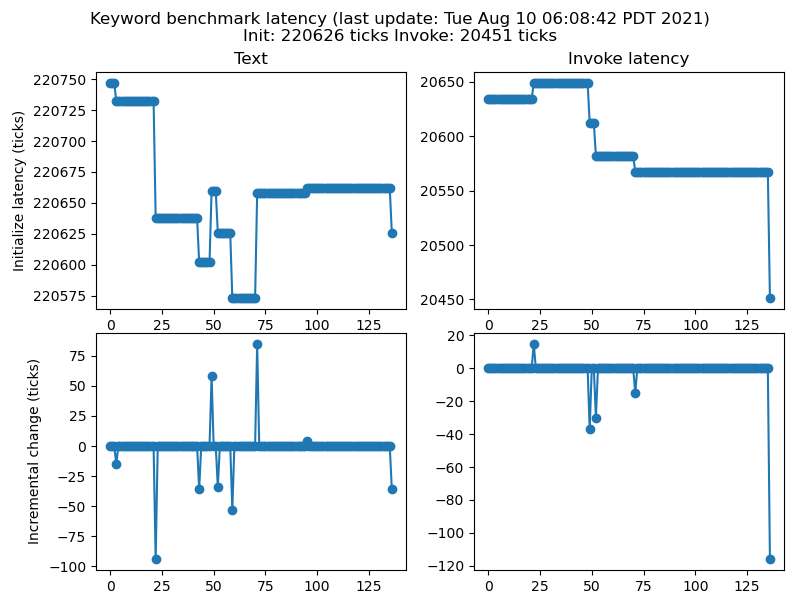 Keyword benchmark latency (last update: Tue Aug 10 06:08:42 PDT 2021)
Init: 220626 ticks Invoke: 20451 ticks
Text
Initialize latency (ticks)
220750
220725
220700
220675
220650
220625
220600
220575
0 25 50 75 100 125
Invoke latency
20650
20600
20550
20500
20450
0 25 50 75 100 125
Incremental change (ticks)
75
50
25
0
−25
−50
−75
−100
0 25 50 75 100 125
20
0
−20
−40
−60
−80
−100
−120
0 25 50 75 100 125